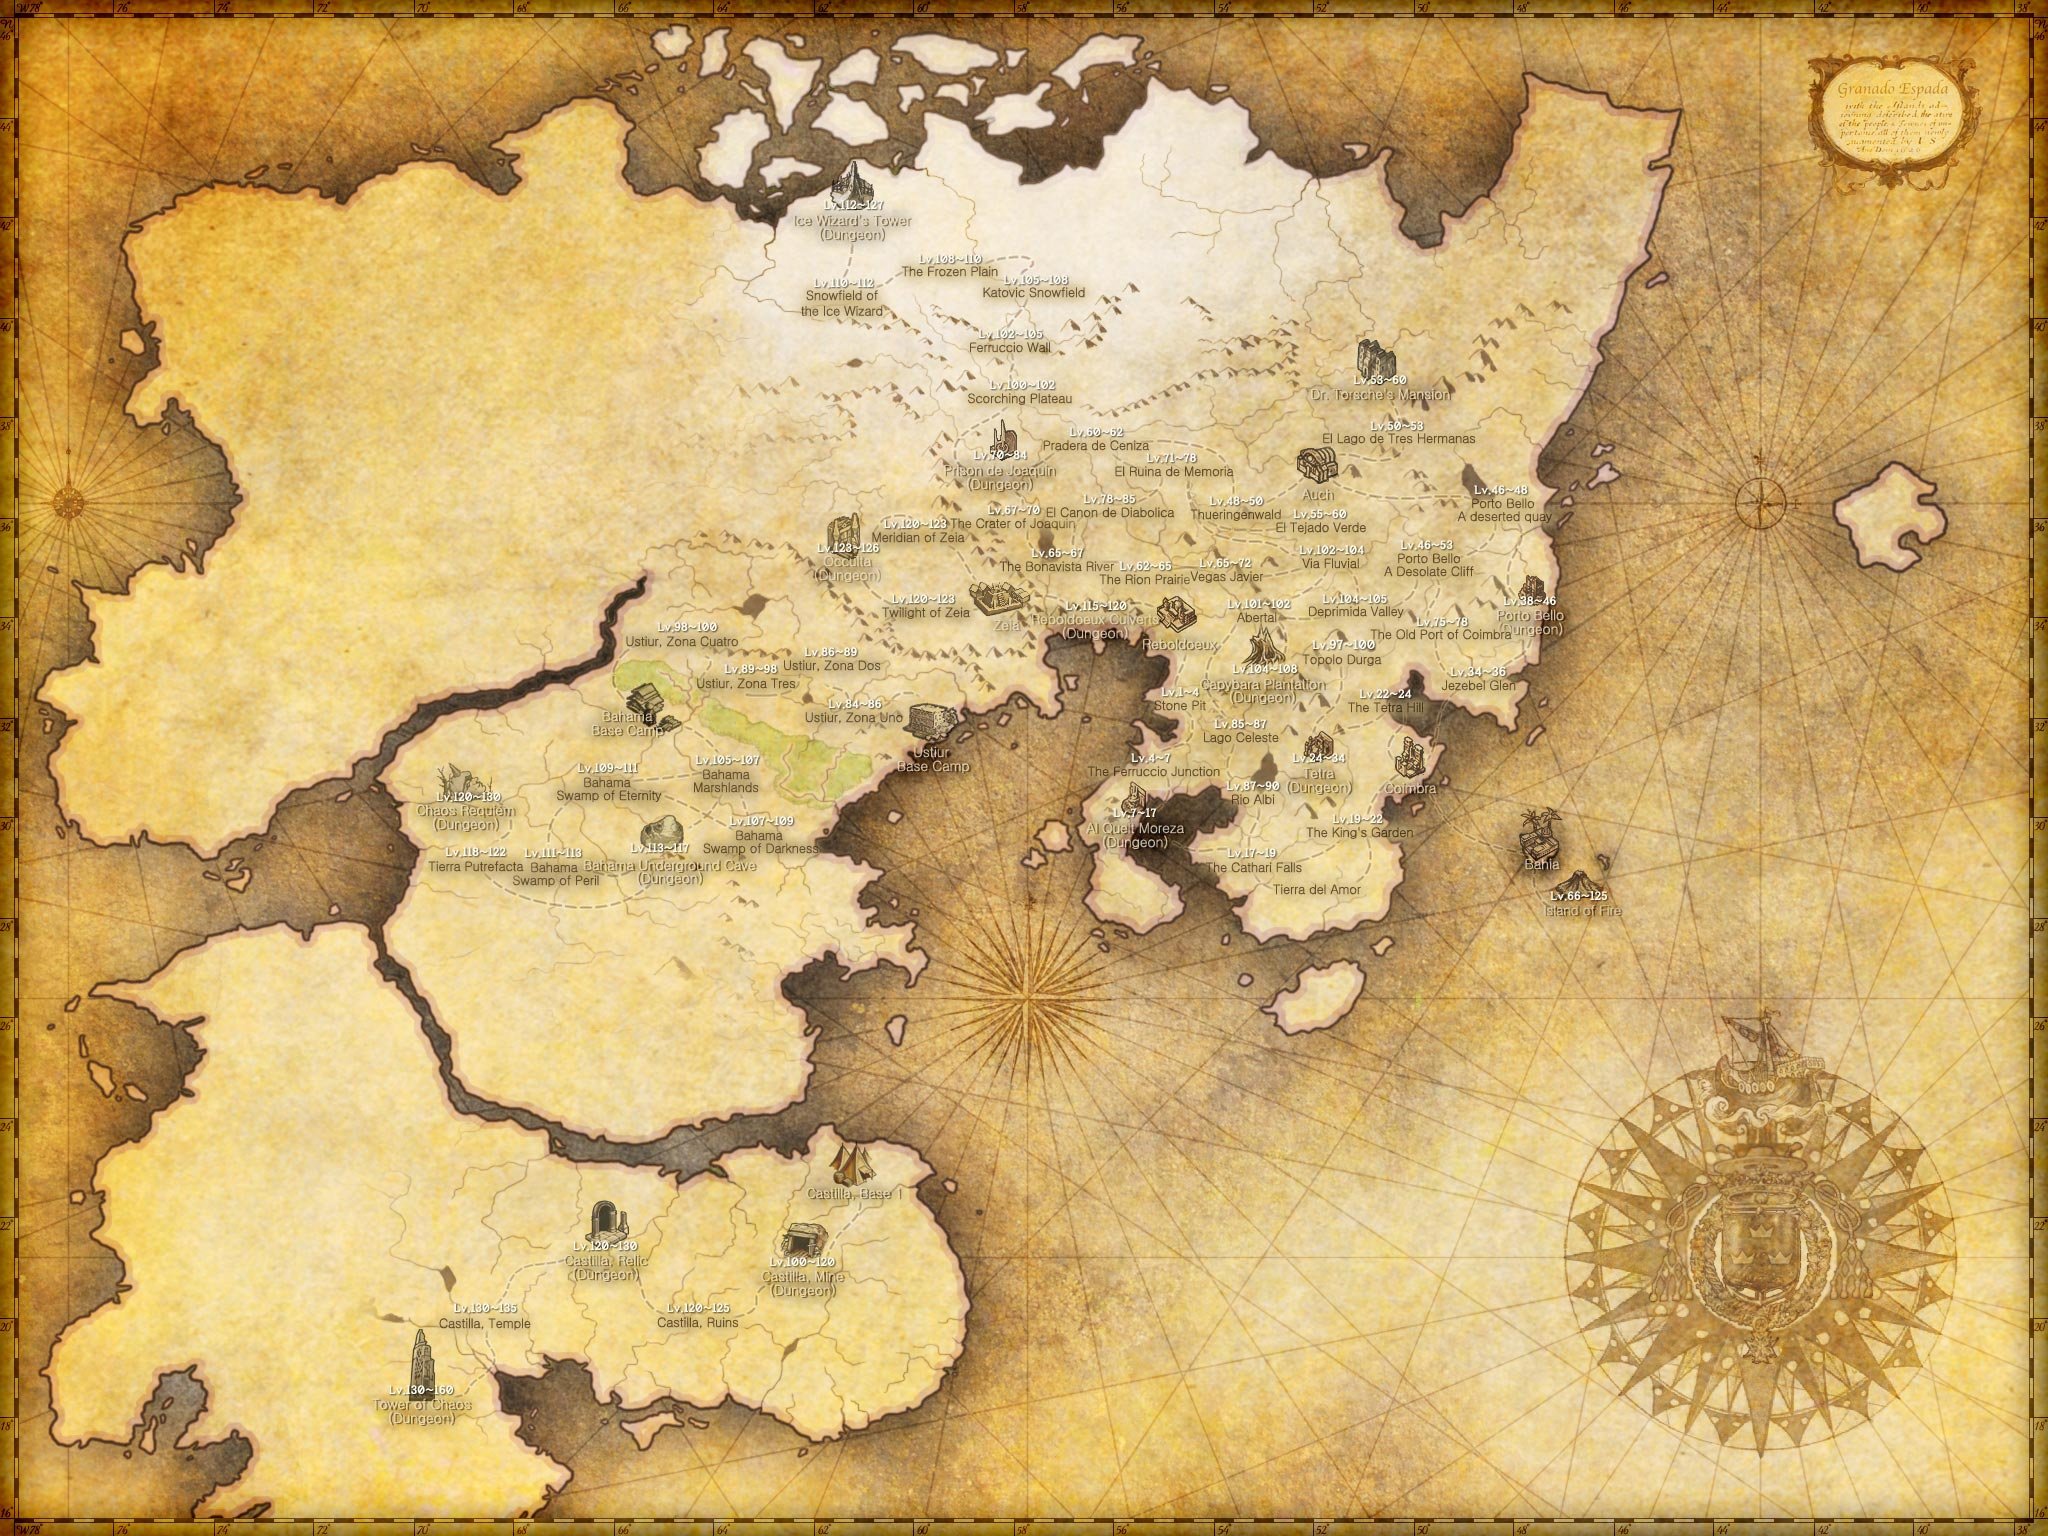 Granado Espada
with the Islands ad-
Lv.112~127
Ice Wizard's Tower
(Dungeon)
Lv.108~110
The Frozen Plain
Lv.105~108
Katovic Snowfield
Lv.110~112
Snowfield of
the Ice Wizard
Lv.102~105
Ferruccio Wall
Lv.100~102
Scorching Plateau
Lv.53~60
Dr. Torsche's Mansion
Lv.50~53
El Lago de Tres Hermanas
Lv.60~62
Pradera de Ceniza
Lv.70~84
Prison de Joaquin
(Dungeon)
Lv.71~78
El Ruina de Memoria
Auch
Lv.46~48
Porto Bello
A deserted quay
Lv.78~85
El Canon de Diabolica
Lv.48~50
Thueringenwald
Lv.55~60
El Tejado Verde
Lv.67~70
The Crater of Joaquin
Lv.120~123
Meridian of Zeia
Lv.123~126
Occulta
(Dungeon)
Lv.65~67
The Bonavista River
Lv.62~65
The Rion Prairie
Lv.65~72
Vegas Javier
Lv.102~104
Via Fluvial
Lv.46~53
Porto Bello
A Desolate Cliff
Lv.120~123
Twilight of Zeia
Zeia
Lv.115~120
Reboldoeux Culverts
(Dungeon)
Reboldoeux
Lv.101~102
Abertal
Lv.104~105
Deprimida Valley
Lv.38~46
Porto Bello
(Dungeon)
Lv.75~78
The Old Port of Coimbra
Lv.98~100
Ustiur, Zona Cuatro
Lv.86~89
Ustiur, Zona Dos
Lv.89~98
Ustiur, Zona Tres
Lv.84~86
Ustiur, Zona Uno
Ustiur
Base Camp
Bahama
Base Camp
Lv.97~100
Topolo Durga
Lv.104~108
Capybara Plantation
(Dungeon)
Lv.34~36
Jezebel Glen
Lv.1~4
Stone Pit
Lv.22~24
The Tetra Hill
Lv.85~87
Lago Celeste
Lv.4~7
The Ferruccio Junction
Lv.24~34
Tetra
(Dungeon)
Coimbra
Lv.87~90
Rio Albi
Lv.7~17
Al Quelt Moreza
(Dungeon)
Lv.19~22
The King's Garden
Lv.17~19
The Cathari Falls
Tierra del Amor
Bahia
Lv.66~125
Island of Fire
Lv.105~107
Bahama
Marshlands
Lv.109~111
Bahama
Swamp of Eternity
Lv.120~130
Chaos Requiem
(Dungeon)
Lv.107~109
Bahama
Swamp of Darkness
Lv.113~117
Bahama Underground Cave
(Dungeon)
Lv.118~122
Tierra Putrefacta
Lv.111~113
Bahama
Swamp of Peril
Castilla, Base 1
Lv.120~130
Castilla, Relic
(Dungeon)
Lv.100~120
Castilla, Mine
(Dungeon)
Lv.130~135
Castilla, Temple
Lv.120~125
Castilla, Ruins
Lv.130~160
Tower of Chaos
(Dungeon)